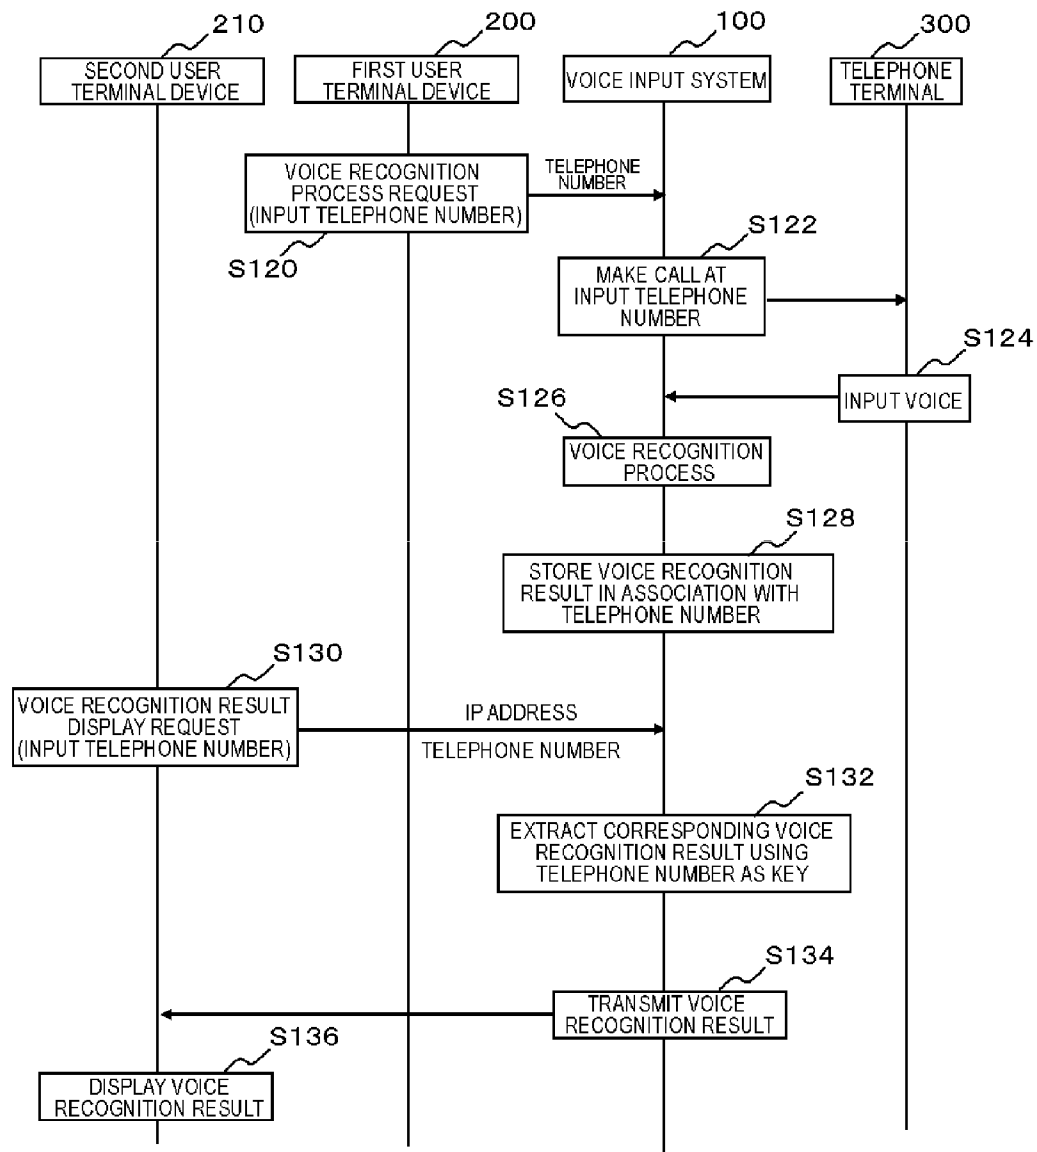 210
200
100
300
SECOND USER
TERMINAL DEVICE
FIRST USER
TERMINAL DEVICE
VOICE INPUT SYSTEM
TELEPHONE
TERMINAL
VOICE RECOGNITION
PROCESS REQUEST
(INPUT TELEPHONE NUMBER)
TELEPHONE
NUMBER
S120
S122
MAKE CALL AT
INPUT TELEPHONE
NUMBER
S124
INPUT VOICE
S126
VOICE RECOGNITION
PROCESS
S128
STORE VOICE RECOGNITION
RESULT IN ASSOCIATION WITH
TELEPHONE NUMBER
S130
VOICE RECOGNITION RESULT
DISPLAY REQUEST
(INPUT TELEPHONE NUMBER)
IP ADDRESS
TELEPHONE NUMBER
S132
EXTRACT CORRESPONDING VOICE
RECOGNITION RESULT USING
TELEPHONE NUMBER AS KEY
S134
TRANSMIT VOICE
RECOGNITION RESULT
S136
DISPLAY VOICE
RECOGNITION RESULT